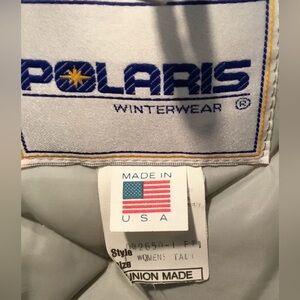 POLARIS
WINTERWEAR ®
MADE IN
U S A
Style
WOMENS TALL
UNION MADE